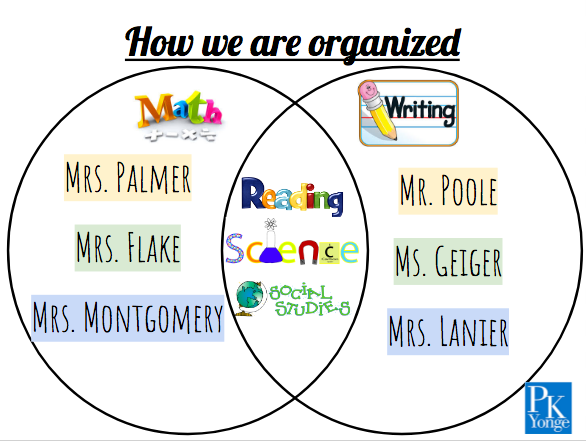 How we are organized
Math
+ − × ÷
Writing
Mrs. Palmer
Mr. Poole
Reading
Mrs. Flake
Science
Ms. Geiger
Social
Studies
Mrs. Montgomery
Mrs. Lanier
PK
Yonge